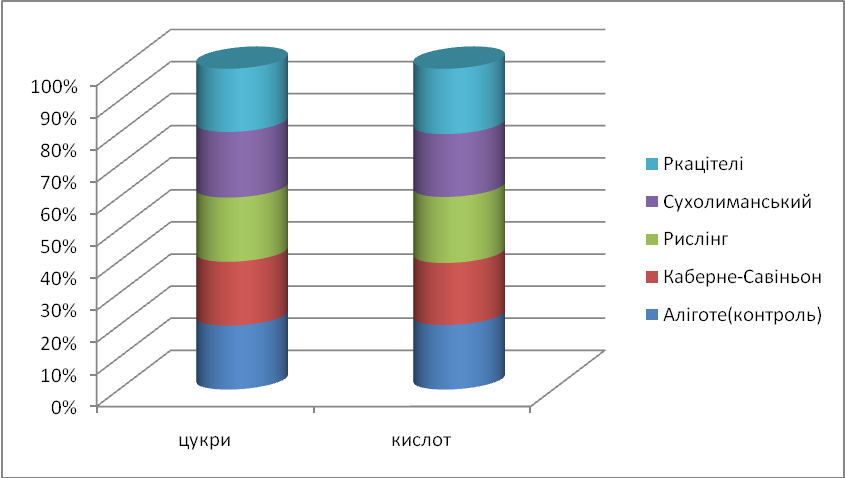 100%
90%
80%
70%
60%
50%
40%
30%
20%
10%
0%
цукри
кислот
Ркацітелі
Сухолиманський
Рислінг
Каберне-Савіньон
Аліготе(контроль)